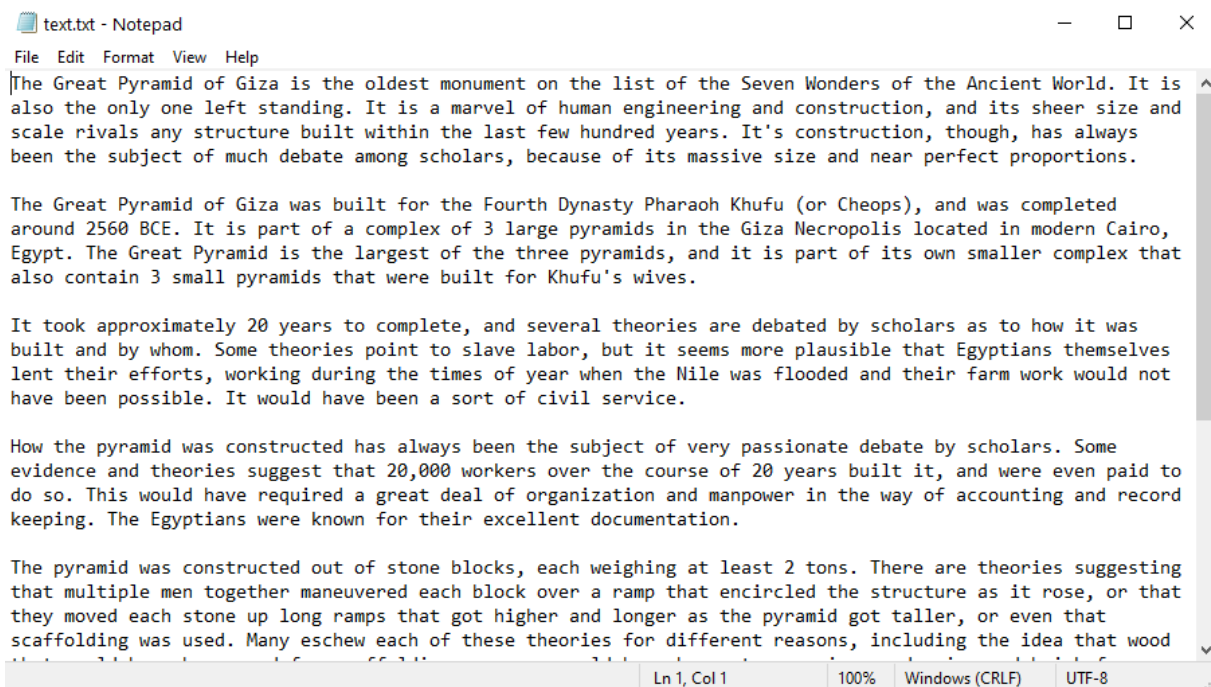 text.txt - Notepad
File Edit Format View Help
The Great Pyramid of Giza is the oldest monument on the list of the Seven Wonders of the Ancient World. It is
also the only one left standing. It is a marvel of human engineering and construction, and its sheer size and
scale rivals any structure built within the last few hundred years. It's construction, though, has always
been the subject of much debate among scholars, because of its massive size and near perfect proportions.
The Great Pyramid of Giza was built for the Fourth Dynasty Pharaoh Khufu (or Cheops), and was completed
around 2560 BCE. It is part of a complex of 3 large pyramids in the Giza Necropolis located in modern Cairo,
Egypt. The Great Pyramid is the largest of the three pyramids, and it is part of its own smaller complex that
also contain 3 small pyramids that were built for Khufu's wives.
It took approximately 20 years to complete, and several theories are debated by scholars as to how it was
built and by whom. Some theories point to slave labor, but it seems more plausible that Egyptians themselves
lent their efforts, working during the times of year when the Nile was flooded and their farm work would not
have been possible. It would have been a sort of civil service.
How the pyramid was constructed has always been the subject of very passionate debate by scholars. Some
evidence and theories suggest that 20,000 workers over the course of 20 years built it, and were even paid to
do so. This would have required a great deal of organization and manpower in the way of accounting and record
keeping. The Egyptians were known for their excellent documentation.
The pyramid was constructed out of stone blocks, each weighing at least 2 tons. There are theories suggesting
that multiple men together maneuvered each block over a ramp that encircled the structure as it rose, or that
they moved each stone up long ramps that got higher and longer as the pyramid got taller, or even that
scaffolding was used. Many eschew each of these theories for different reasons, including the idea that wood
Ln 1, Col 1 100% Windows (CRLF) UTF-8